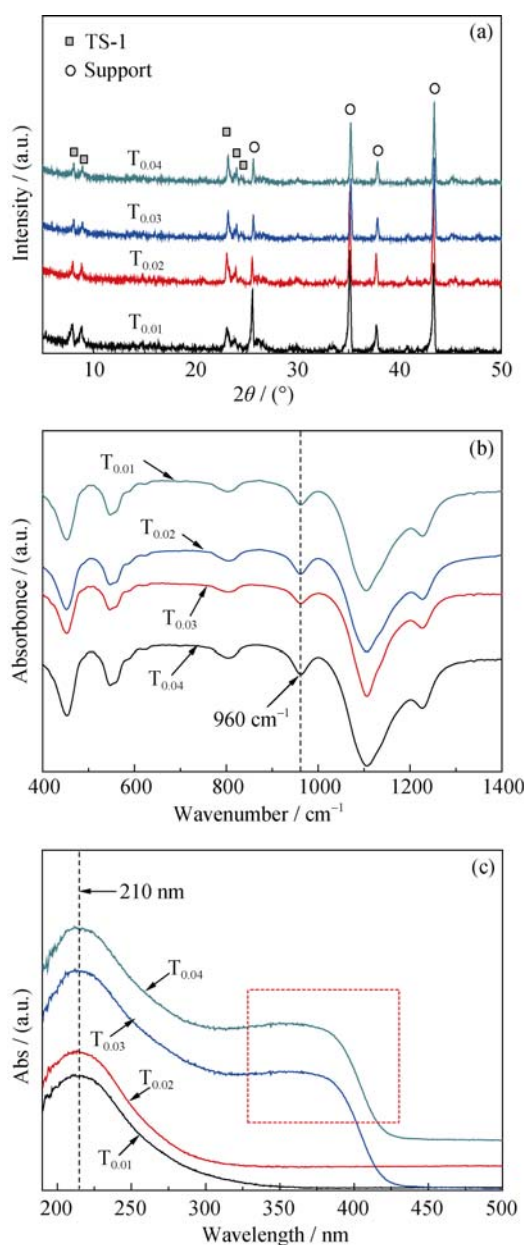 (a)
TS-1
Support
T0.04
T0.03
T0.02
T0.01
Intensity / (a.u.)
10 20 30 40 50
2θ / (°)
(b)
T0.01
T0.02
T0.03
T0.04
960 cm⁻¹
Absorbonce / (a.u.)
400 600 800 1000 1200 1400
Wavenumber / cm⁻¹
(c)
210 nm
T0.04
T0.03
T0.02
T0.01
Abs / (a.u.)
200 250 300 350 400 450 500
Wavelength / nm